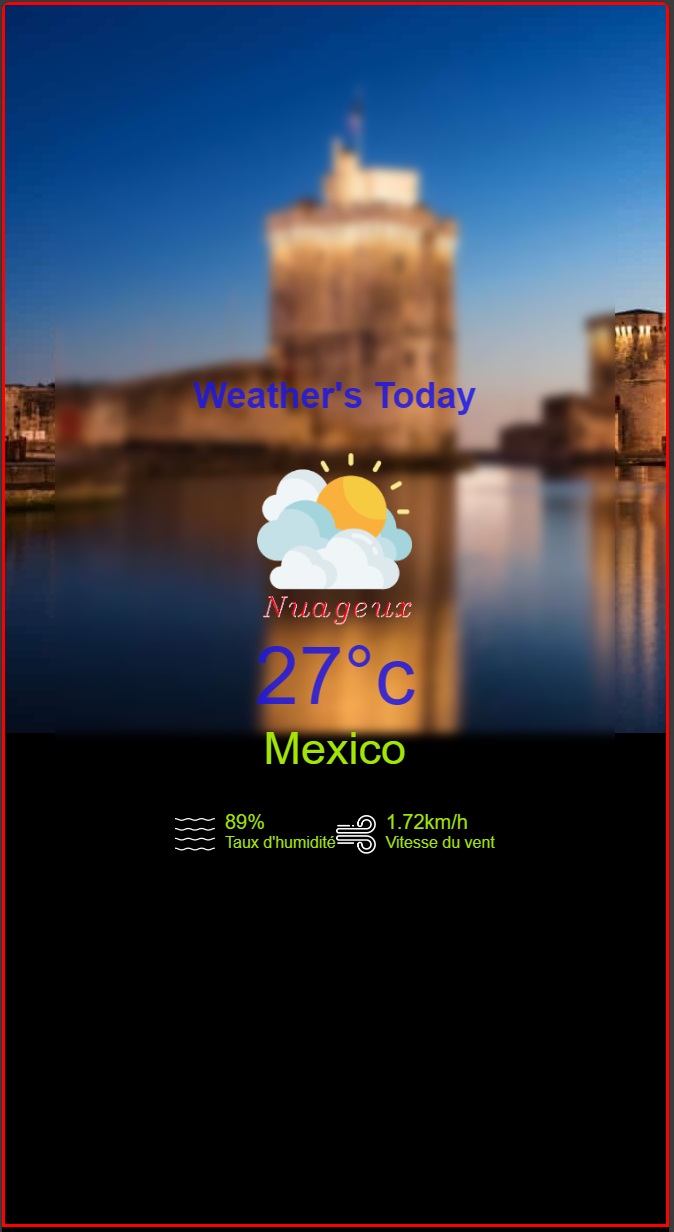 Weather's Today
Nuageux
27°c
Mexico
89%
Taux d'humidité
1.72km/h
Vitesse du vent